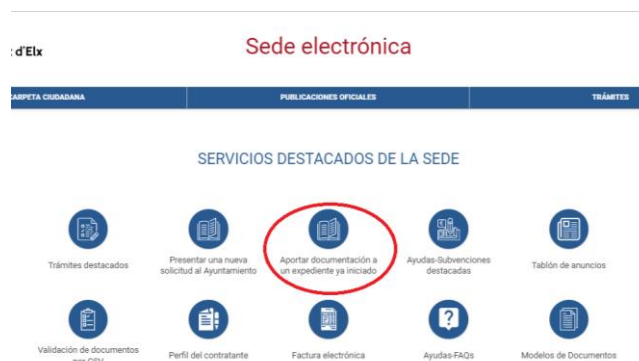 d'Elx
Sede electrónica
CARPETA CIUDADANA
PUBLICACIONES OFICIALES
TRÁMITES
SERVICIOS DESTACADOS DE LA SEDE
Trámites destacados
Presentar una nueva
solicitud al Ayuntamiento
Aportar documentación a
un expediente ya iniciado
Ayudas-Subvenciones
destacadas
Tablón de anuncios
Validación de documentos
por CSV
Perfil del contratante
Factura electrónica
Ayudas-FAQs
Modelos de Documentos